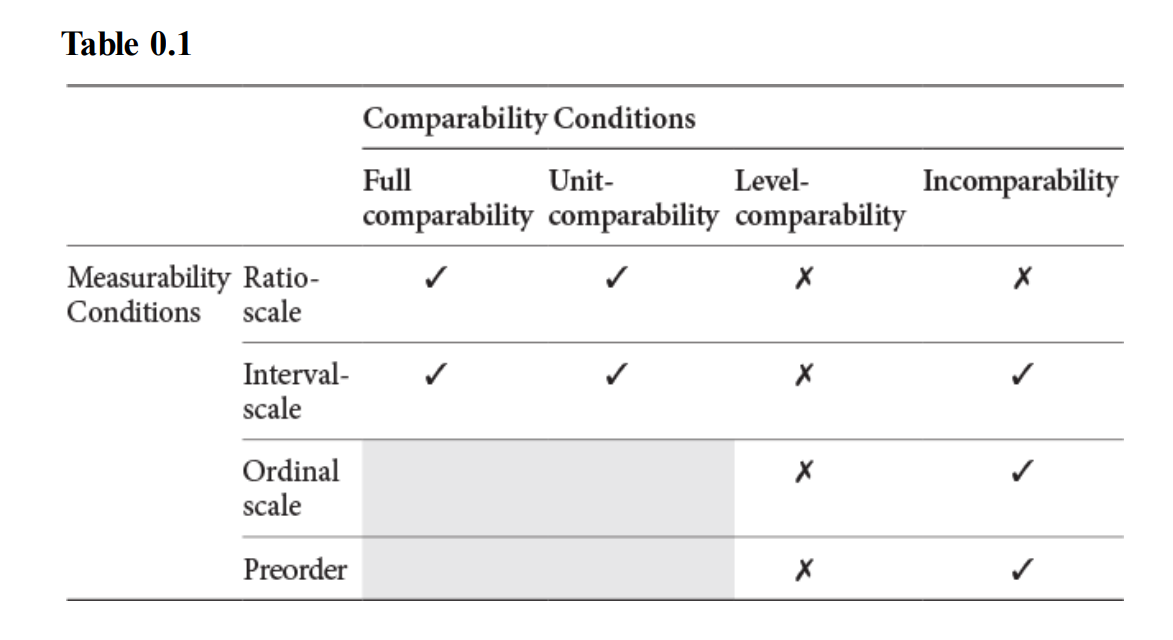 Table 0.1
Comparability Conditions
Full comparability Unit-comparability Level-comparability Incomparability
Measurability Conditions Ratio-scale ✓ ✓ ✗ ✗
Interval-scale ✓ ✓ ✗ ✓
Ordinal scale ✗ ✓
Preorder ✗ ✓